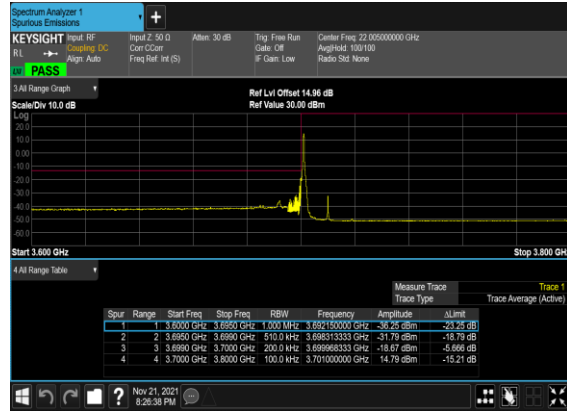 Spectrum Analyzer 1
Spurious Emissions
KEYSIGHT Input: RF Input Z: 50 Ω Atten: 30 dB Trig: Free Run Center Freq: 22.005000000 GHz
RL Coupling: DC Corr CCorr Gate: Off Avg|Hold: 100/100
Align: Auto Freq Ref: Int (S) IF Gain: Low Radio Std: None
PASS
3 All Range Graph
Ref Lvl Offset 14.96 dB
Scale/Div 10.0 dB Ref Value 30.00 dBm
Log
20.0
10.0
0.00
-10.0
-20.0
-30.0
-40.0
-50.0
-60.0
Start 3.600 GHz Stop 3.800 GH
4 All Range Table
Measure Trace Trace 1
Trace Type Trace Average (Active)
Spur Range Start Freq Stop Freq RBW Frequency Amplitude ΔLimit
1 1 3.6000 GHz 3.6950 GHz 1.000 MHz 3.692150000 GHz -36.25 dBm -23.25 dB
2 2 3.6950 GHz 3.6990 GHz 510.0 kHz 3.698313333 GHz -31.79 dBm -18.79 dB
3 3 3.6990 GHz 3.7000 GHz 200.0 kHz 3.699968333 GHz -18.67 dBm -5.666 dB
4 4 3.7000 GHz 3.8000 GHz 100.0 kHz 3.701000000 GHz 14.79 dBm -15.21 dB
? Nov 21, 2021
8:26:38 PM